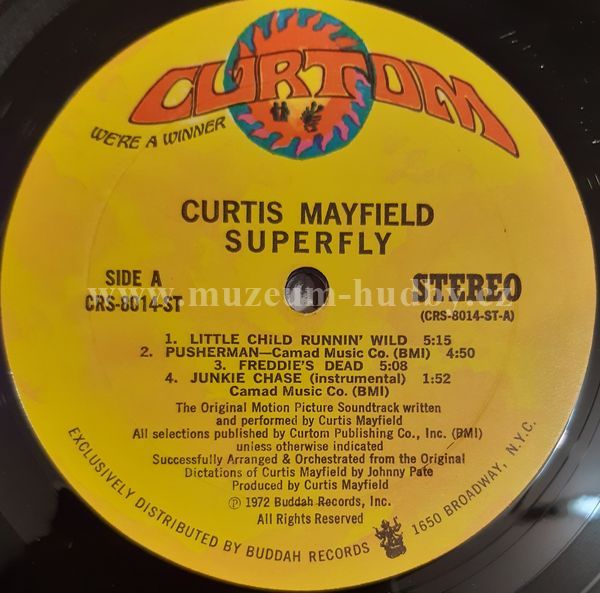 CURTOM
WE'RE A WINNER
CURTIS MAYFIELD
SUPERFLY
SIDE A
CRS-8014-ST
STEREO
(CRS-8014-ST-A)
www.muzeum-hudby.cz
1. LITTLE CHILD RUNNIN' WILD 5:15
2. PUSHERMAN—Camad Music Co. (BMI) 4:50
3. FREDDIE'S DEAD 5:08
4. JUNKIE CHASE (instrumental) 1:52
Camad Music Co. (BMI)
The Original Motion Picture Soundtrack written
and performed by Curtis Mayfield
All selections published by Curtom Publishing Co., Inc. (BMI)
unless otherwise indicated
Successfully Arranged & Orchestrated from the Original
Dictations of Curtis Mayfield by Johnny Pate
Produced by Curtis Mayfield
℗ 1972 Buddah Records, Inc.
All Rights Reserved
EXCLUSIVELY DISTRIBUTED BY BUDDAH RECORDS 1650 BROADWAY, N.Y.C.